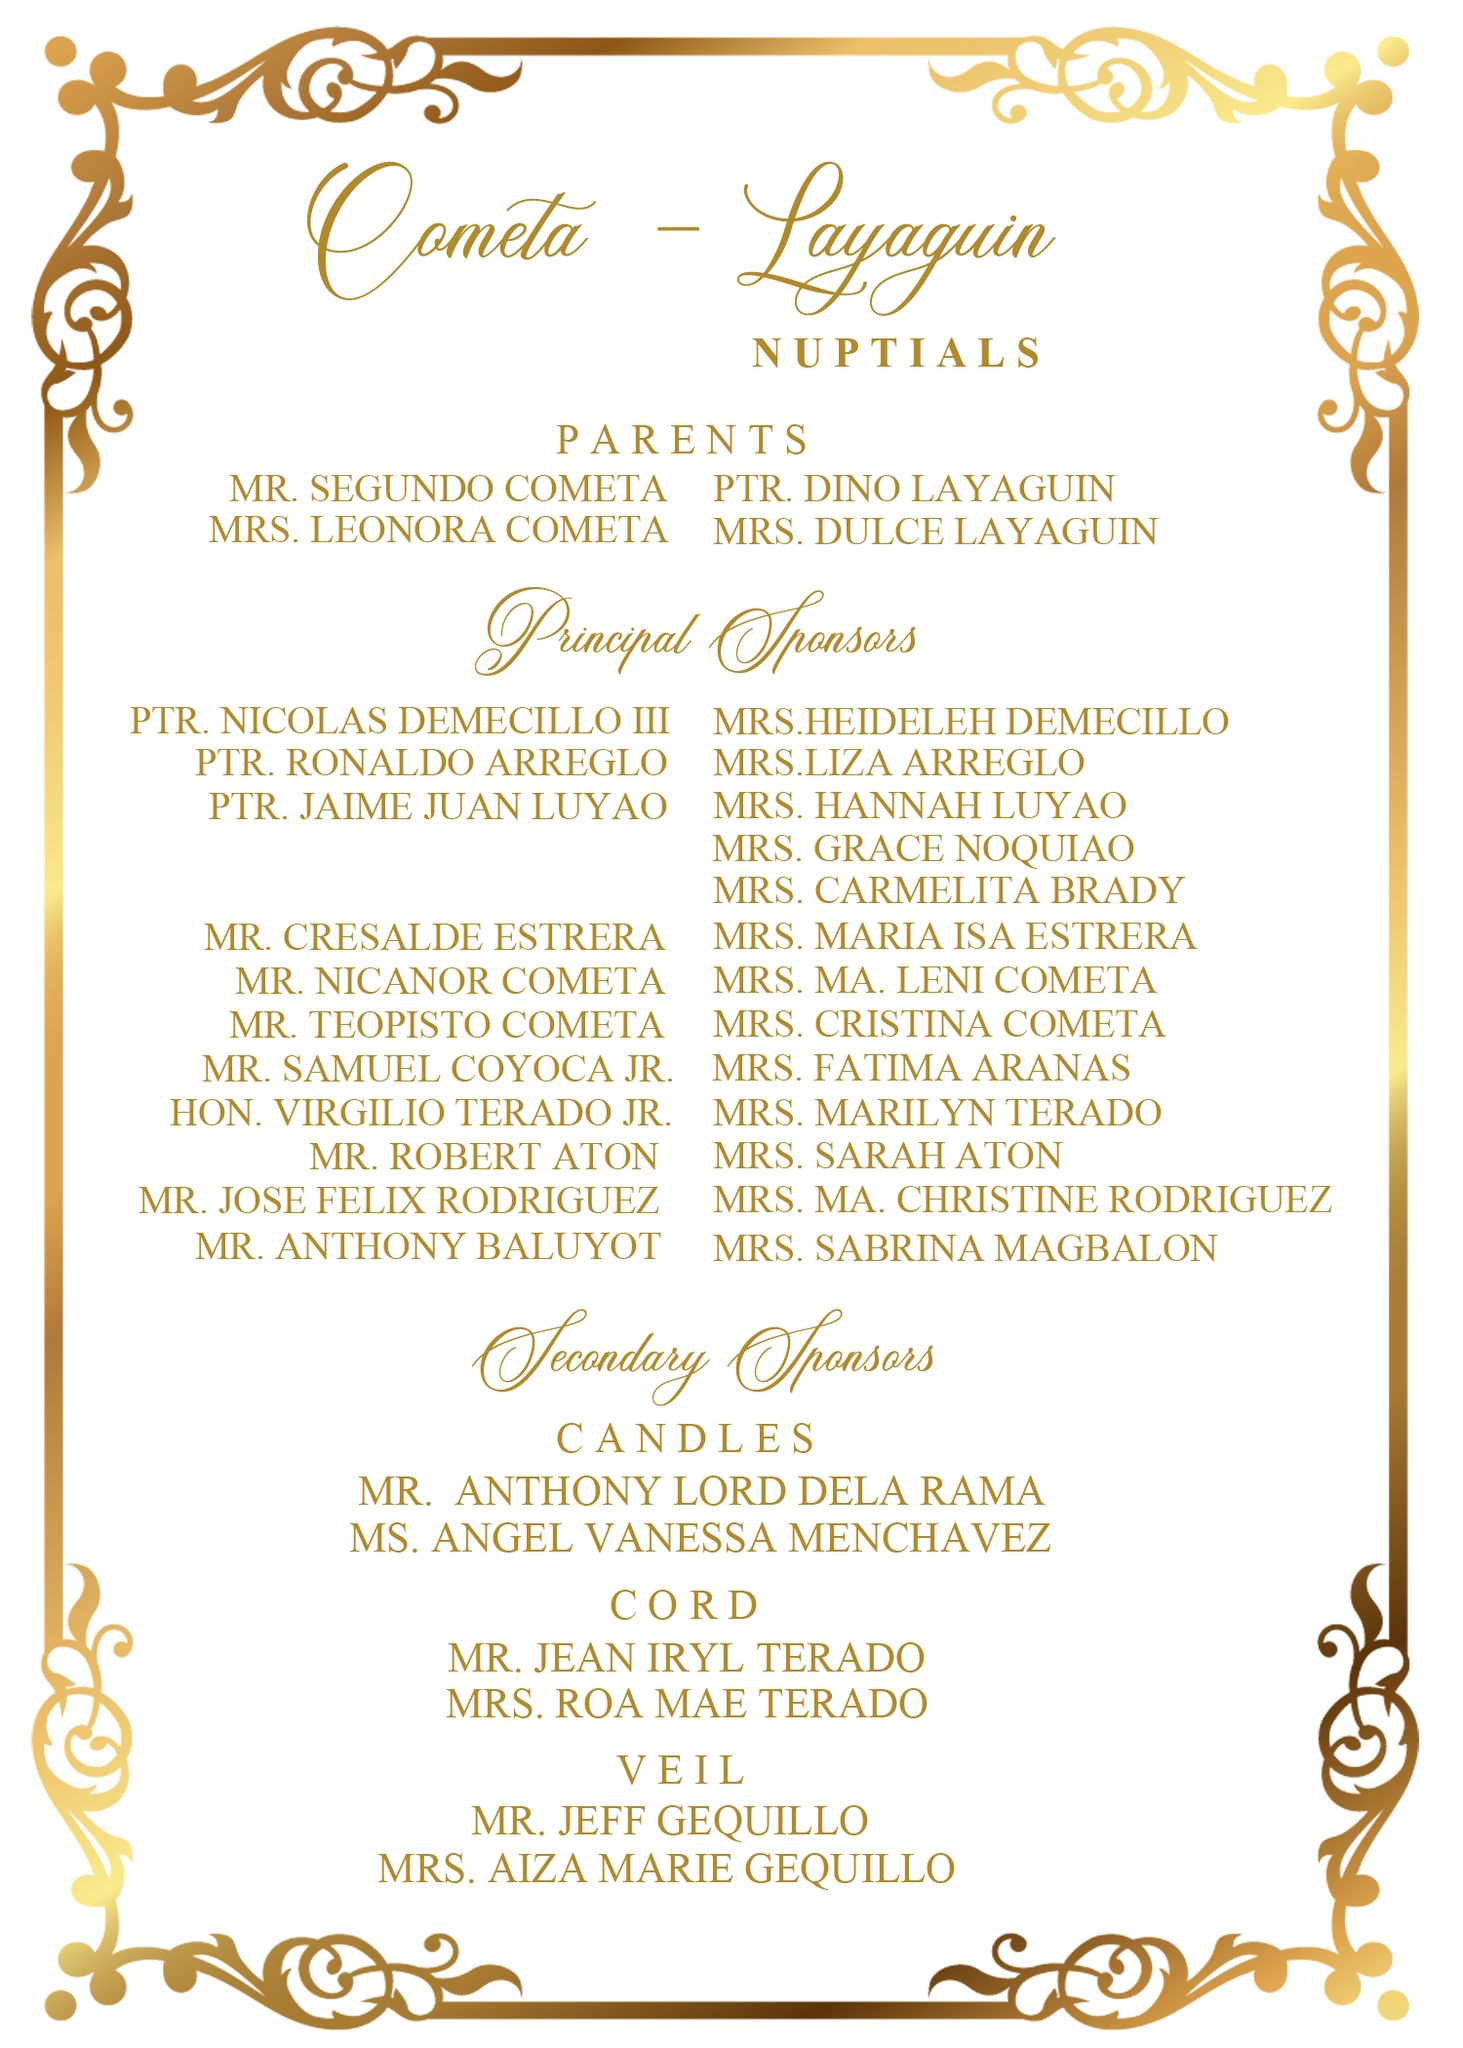 Cometa – Layaguin
NUPTIALS
PARENTS
MR. SEGUNDO COMETA PTR. DINO LAYAGUIN
MRS. LEONORA COMETA MRS. DULCE LAYAGUIN
Principal Sponsors
PTR. NICOLAS DEMECILLO III MRS.HEIDELEH DEMECILLO
PTR. RONALDO ARREGLO MRS.LIZA ARREGLO
PTR. JAIME JUAN LUYAO MRS. HANNAH LUYAO
MRS. GRACE NOQUIAO
MRS. CARMELITA BRADY
MR. CRESALDE ESTRERA MRS. MARIA ISA ESTRERA
MR. NICANOR COMETA MRS. MA. LENI COMETA
MR. TEOPISTO COMETA MRS. CRISTINA COMETA
MR. SAMUEL COYOCA JR. MRS. FATIMA ARANAS
HON. VIRGILIO TERADO JR. MRS. MARILYN TERADO
MR. ROBERT ATON MRS. SARAH ATON
MR. JOSE FELIX RODRIGUEZ MRS. MA. CHRISTINE RODRIGUEZ
MR. ANTHONY BALUYOT MRS. SABRINA MAGBALON
Secondary Sponsors
CANDLES
MR. ANTHONY LORD DELA RAMA
MS. ANGEL VANESSA MENCHAVEZ
CORD
MR. JEAN IRYL TERADO
MRS. ROA MAE TERADO
VEIL
MR. JEFF GEQUILLO
MRS. AIZA MARIE GEQUILLO